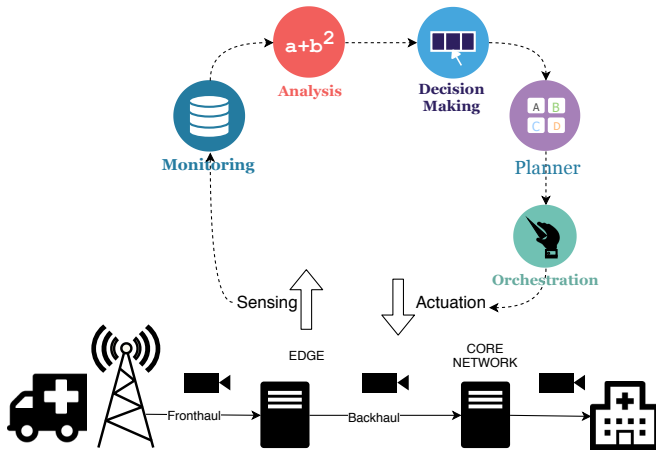 a+b²
Analysis
Decision
Making
Monitoring
A B
C D
Planner
Orchestration
Sensing
Actuation
EDGE
CORE
NETWORK
Fronthaul
Backhaul